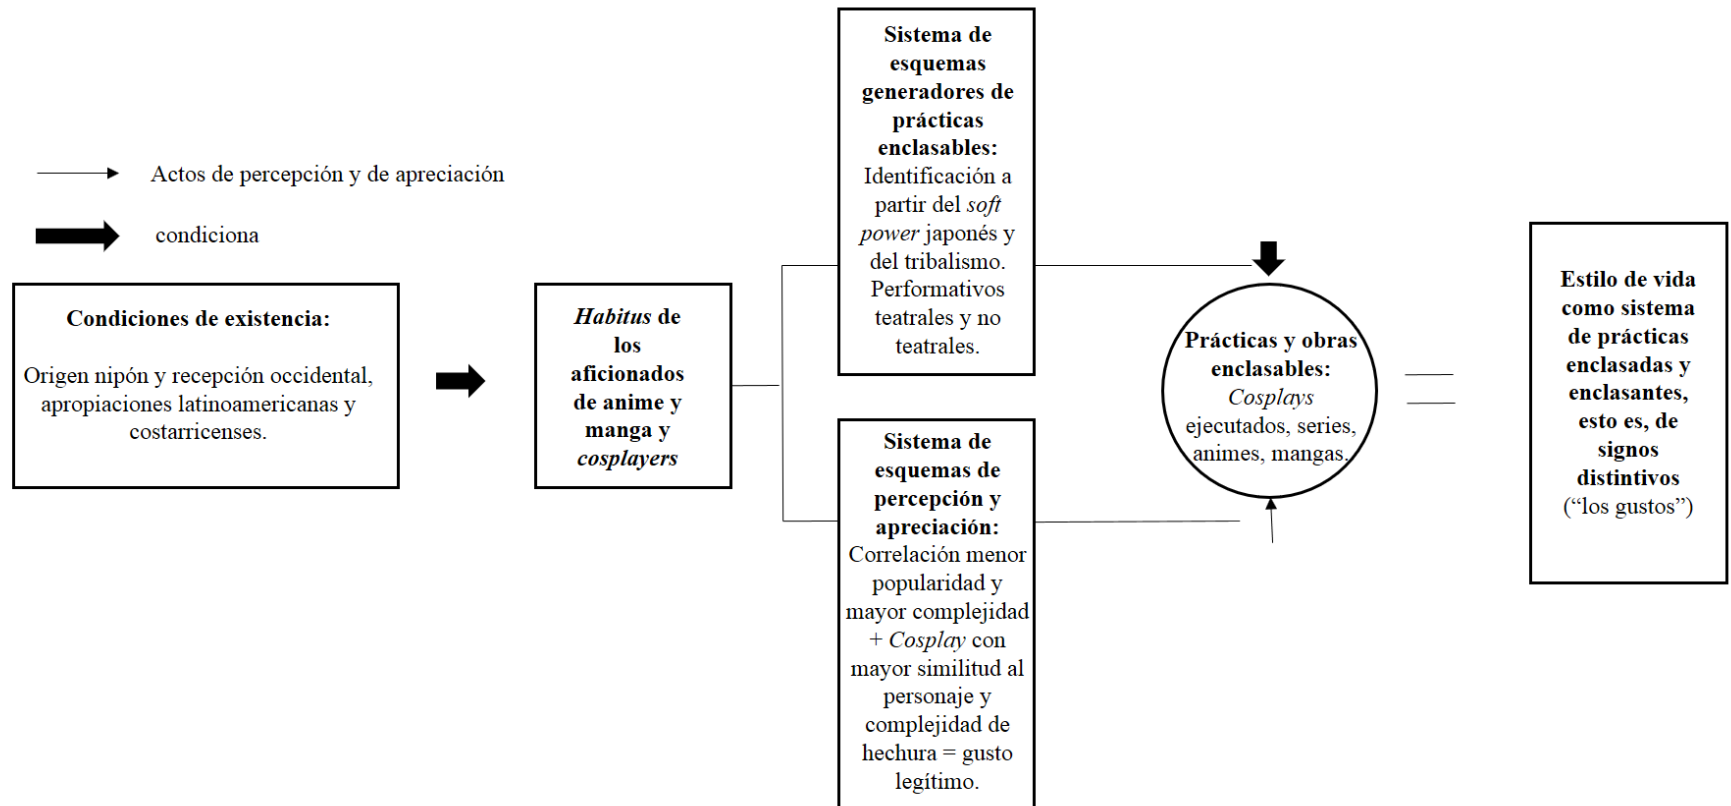 Actos de percepción y de apreciación
condiciona
Condiciones de existencia:
Origen nipón y recepción occidental,
apropiaciones latinoamericanas y
costarricenses.
Habitus de
los
aficionados
de anime y
manga y
cosplayers
Sistema de
esquemas
generadores de
prácticas
enclasables:
Identificación a
partir del soft
power japonés y
del tribalismo.
Performativos
teatrales y no
teatrales.
Sistema de
esquemas de
percepción y
apreciación:
Correlación menor
popularidad y
mayor complejidad
+ Cosplay con
mayor similitud al
personaje y
complejidad de
hechura = gusto
legítimo.
Prácticas y obras
enclasables:
Cosplays
ejecutados, series,
animes, mangas.
Estilo de vida
como sistema
de prácticas
enclasadas y
enclasantes,
esto es, de
signos
distintivos
(“los gustos”)